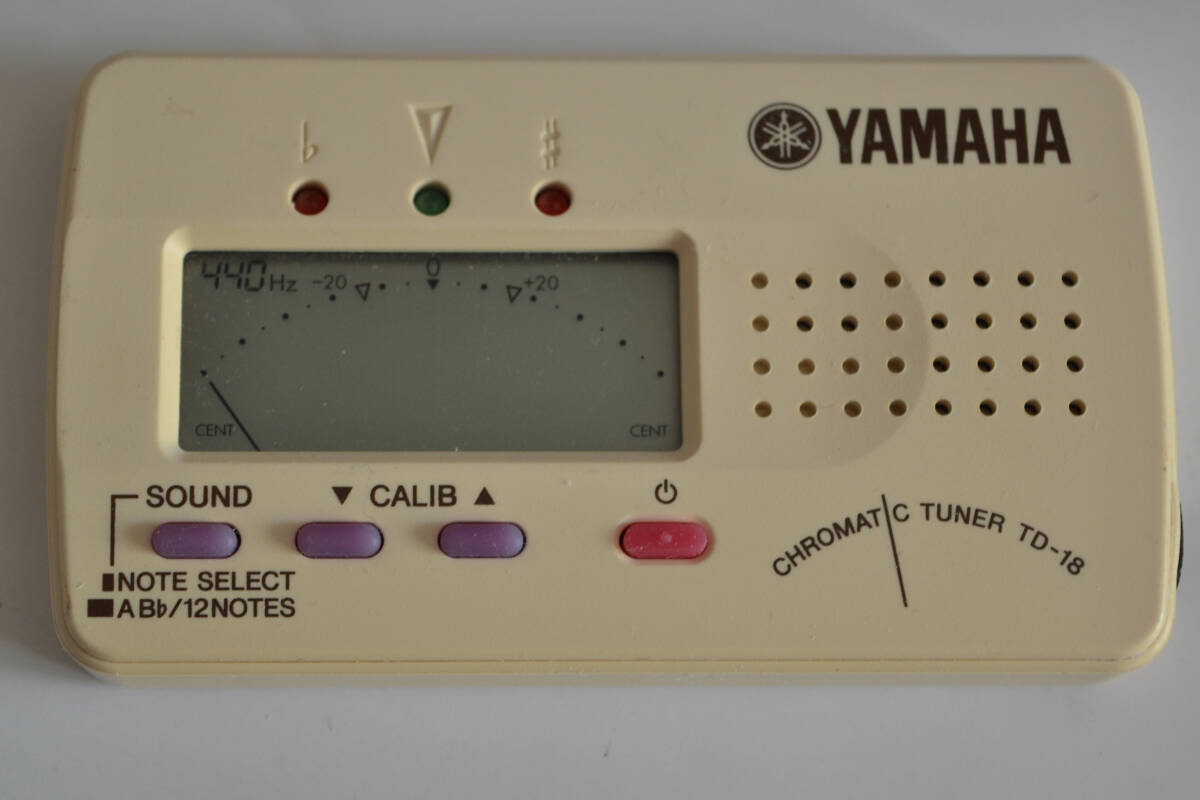 ♭ ♯
YAMAHA
440Hz -20 0 +20
CENT CENT
SOUND ▼ CALIB ▲
NOTE SELECT
A B♭/12NOTES
CHROMATIC TUNER TD-18